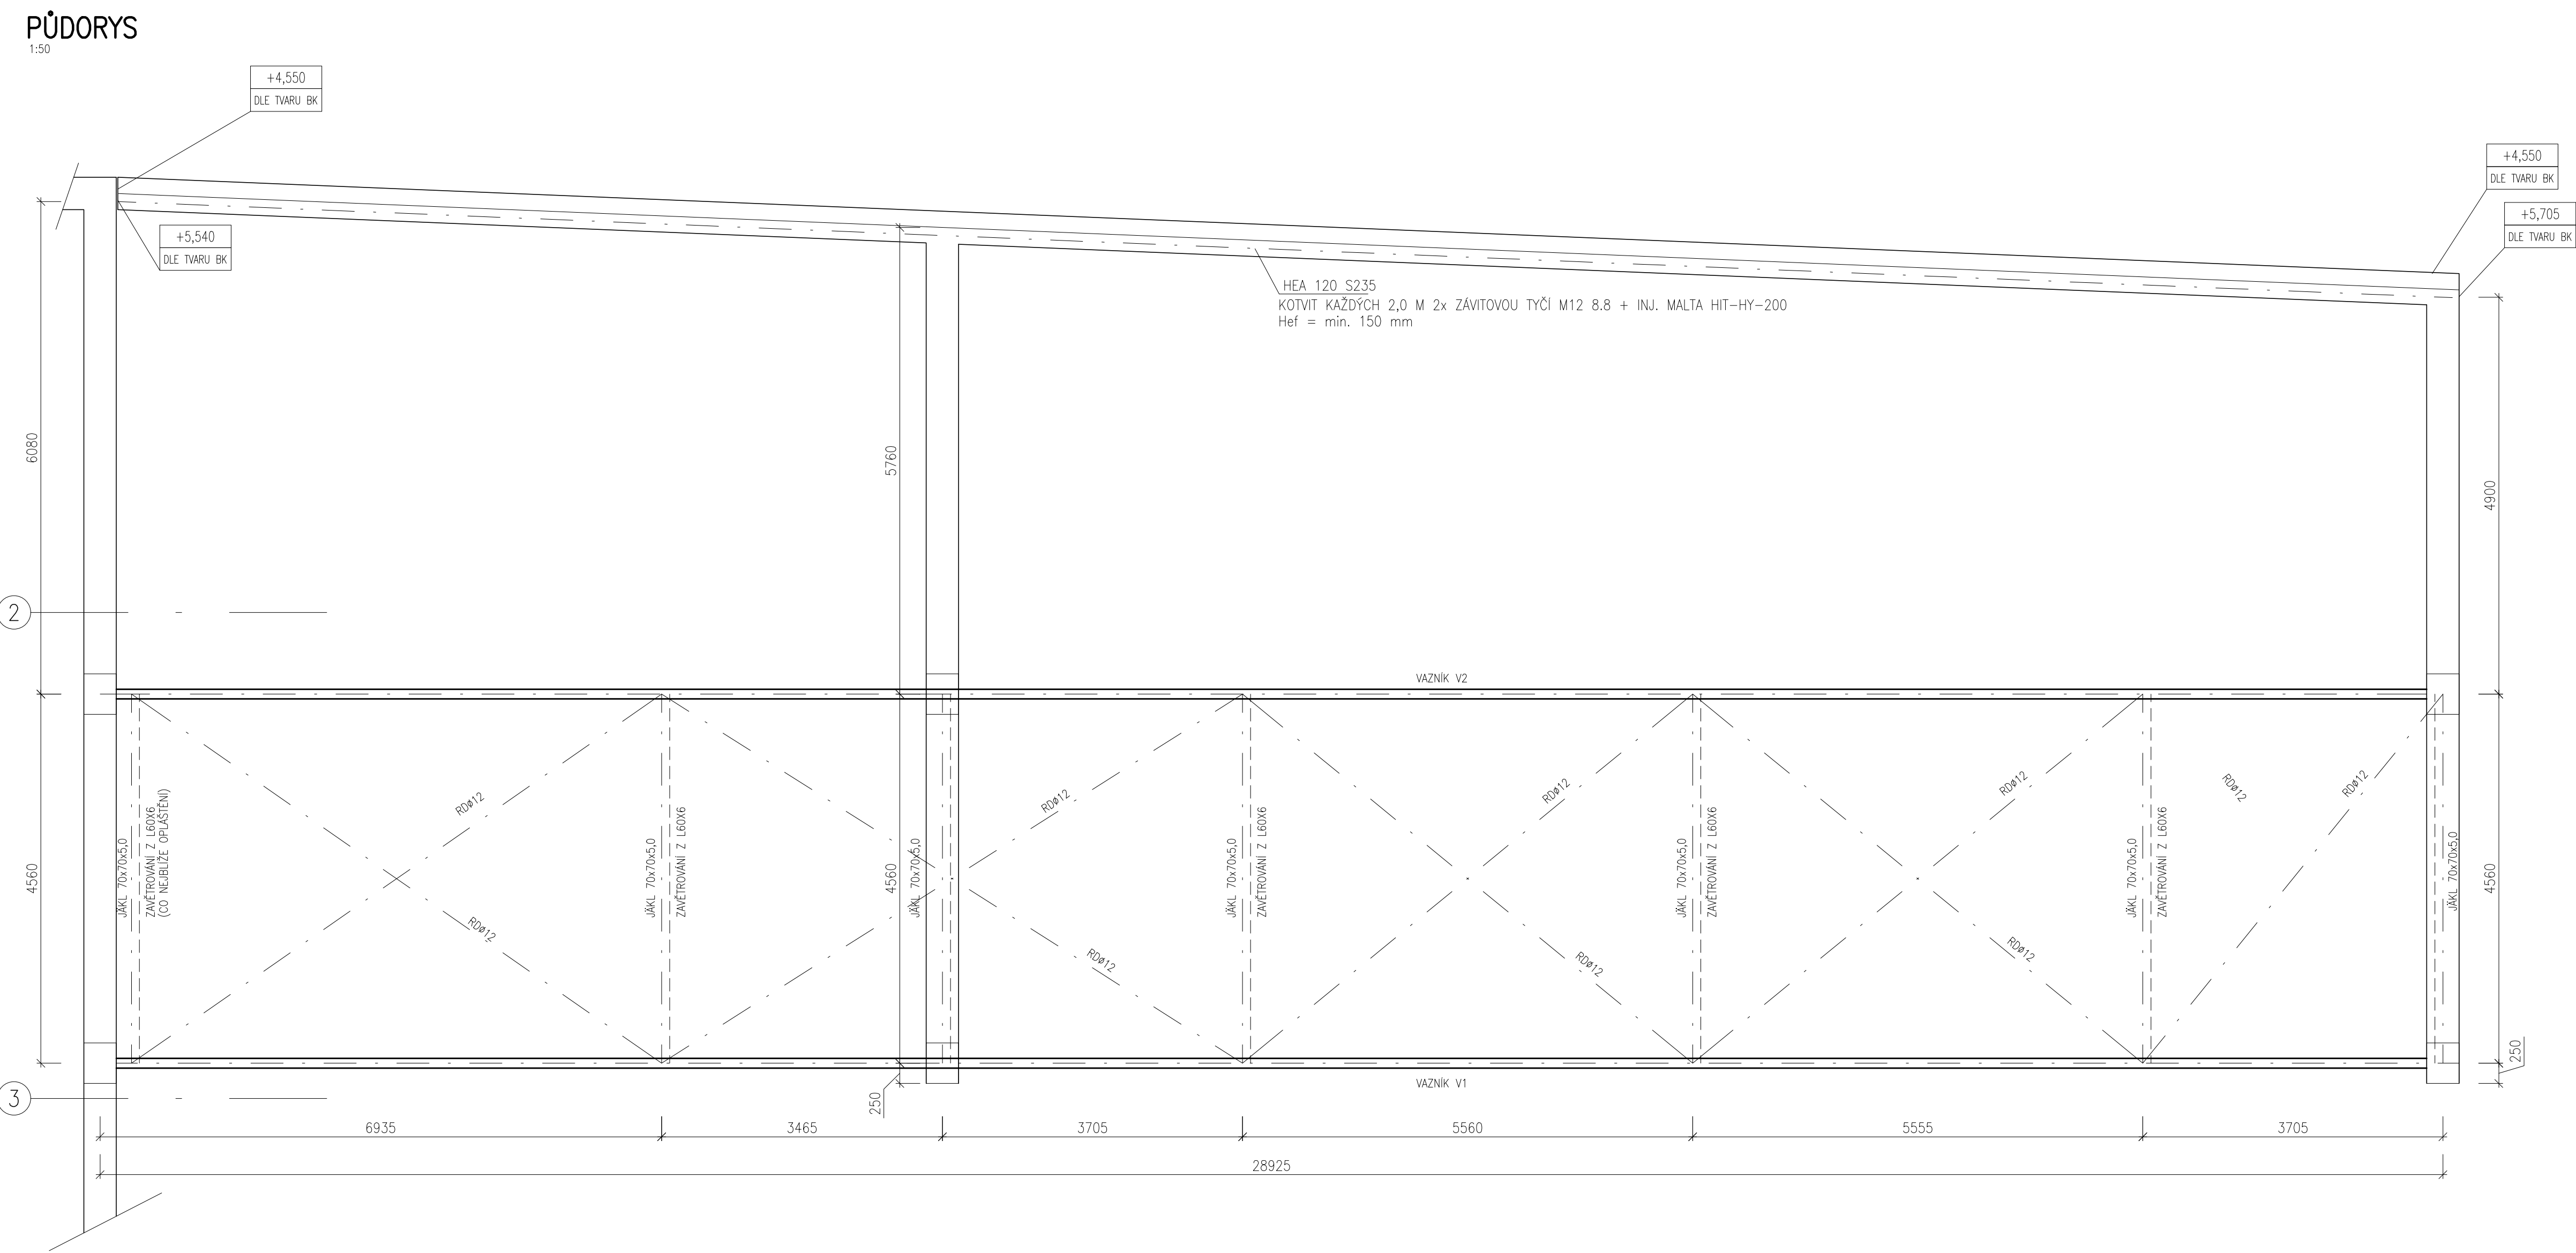 PŮDORYS
1:50
+4,550
DLE TVARU BK
+4,550
DLE TVARU BK
+5,705
DLE TVARU BK
+5,540
DLE TVARU BK
HEA 120 S235
KOTVIT KAŽDÝCH 2,0 M 2x ZÁVITOVOU TYČÍ M12 8.8 + INJ. MALTA HIT-HY-200
Hef = min. 150 mm
6080
5760
4900
2
VAZNÍK V2
RDø12
RDø12
RDø12
RDø12
RDø12
RDø12
4560
JÄKL 70x70x5,0
ZAVĚTROVÁNÍ Z L60X6
(CO NEJBLÍŽE OPLÁŠTĚNÍ)
JÄKL 70x70x5,0
ZAVĚTROVÁNÍ Z L60X6
4560
JÄKL 70x70x5,0
JÄKL 70x70x5,0
ZAVĚTROVÁNÍ Z L60X6
JÄKL 70x70x5,0
ZAVĚTROVÁNÍ Z L60X6
JÄKL 70x70x5,0
ZAVĚTROVÁNÍ Z L60X6
JÄKL 70x70x5,0
4560
RDø12
RDø12
RDø12
RDø12
250
VAZNÍK V1
250
3
6935
3465
3705
5560
5555
3705
28925